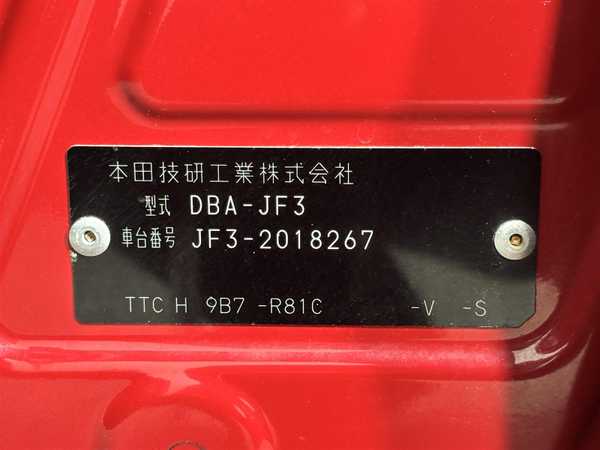 本田技研工業株式会社
型式 DBA-JF3
車台番号 JF3-2018267
TTC H 9B7 -R81C -V -S